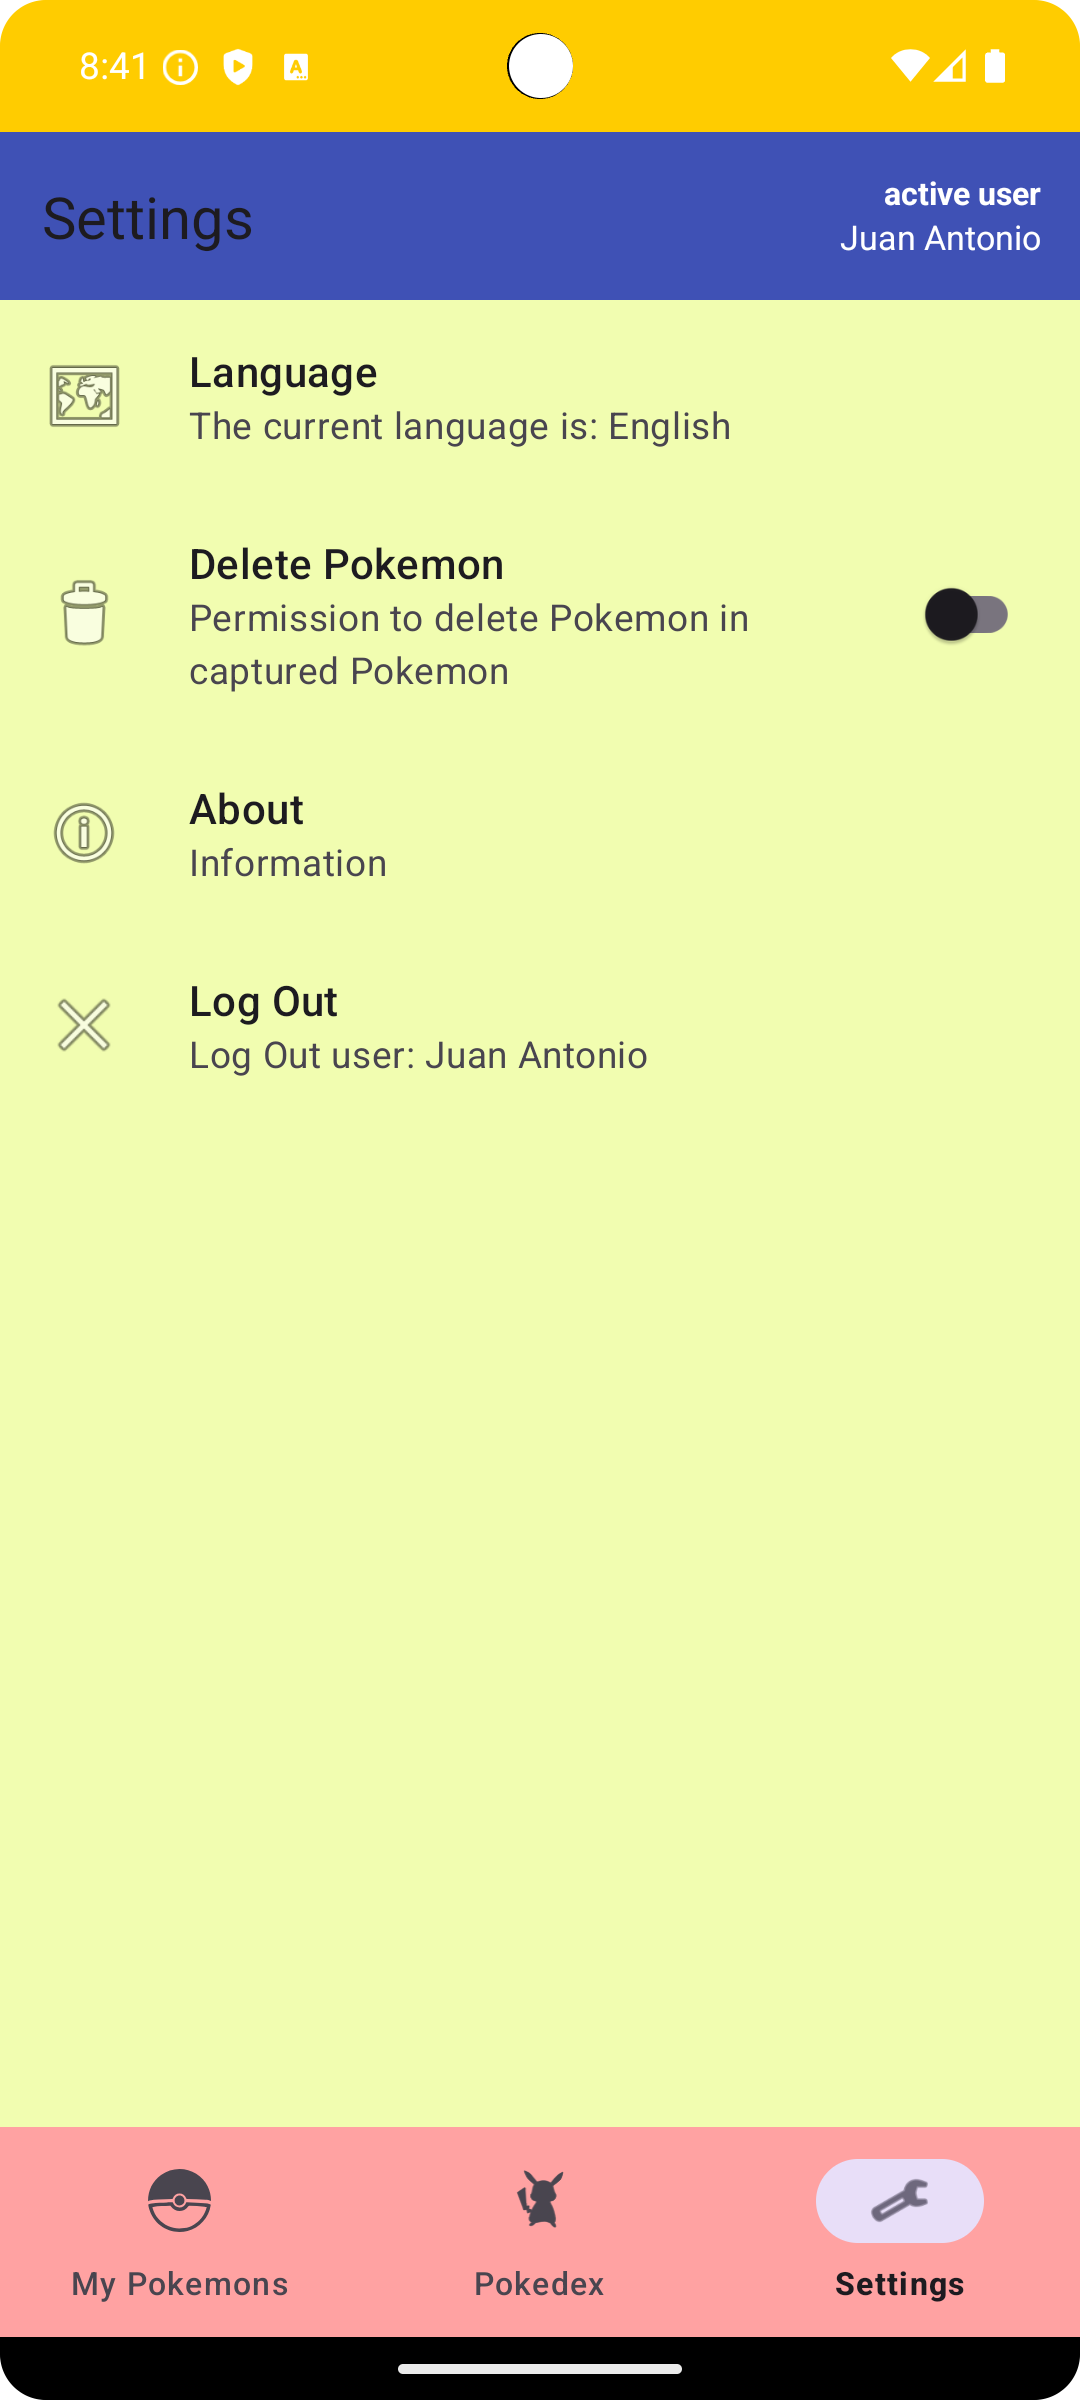 8:41
Settings
active user
Juan Antonio
Language
The current language is: English
Delete Pokemon
Permission to delete Pokemon in
captured Pokemon
About
Information
Log Out
Log Out user: Juan Antonio
My Pokemons
Pokedex
Settings